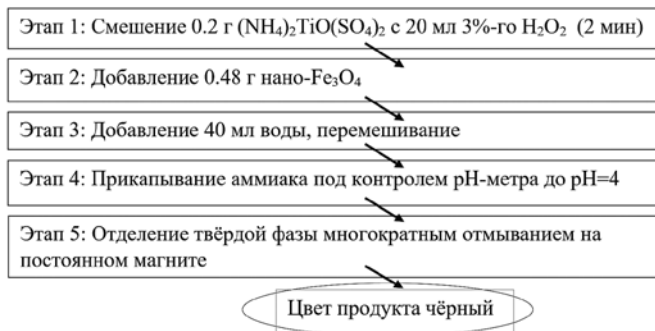 Этап 1: Смешение 0.2 г (NH₄)₂TiO(SO₄)₂ с 20 мл 3%-го H₂O₂ (2 мин)
Этап 2: Добавление 0.48 г нано-Fe₃O₄
Этап 3: Добавление 40 мл воды, перемешивание
Этап 4: Прикапывание аммиака под контролем pH-метра до pH=4
Этап 5: Отделение твёрдой фазы многократным отмыванием на
постоянном магните
Цвет продукта чёрный